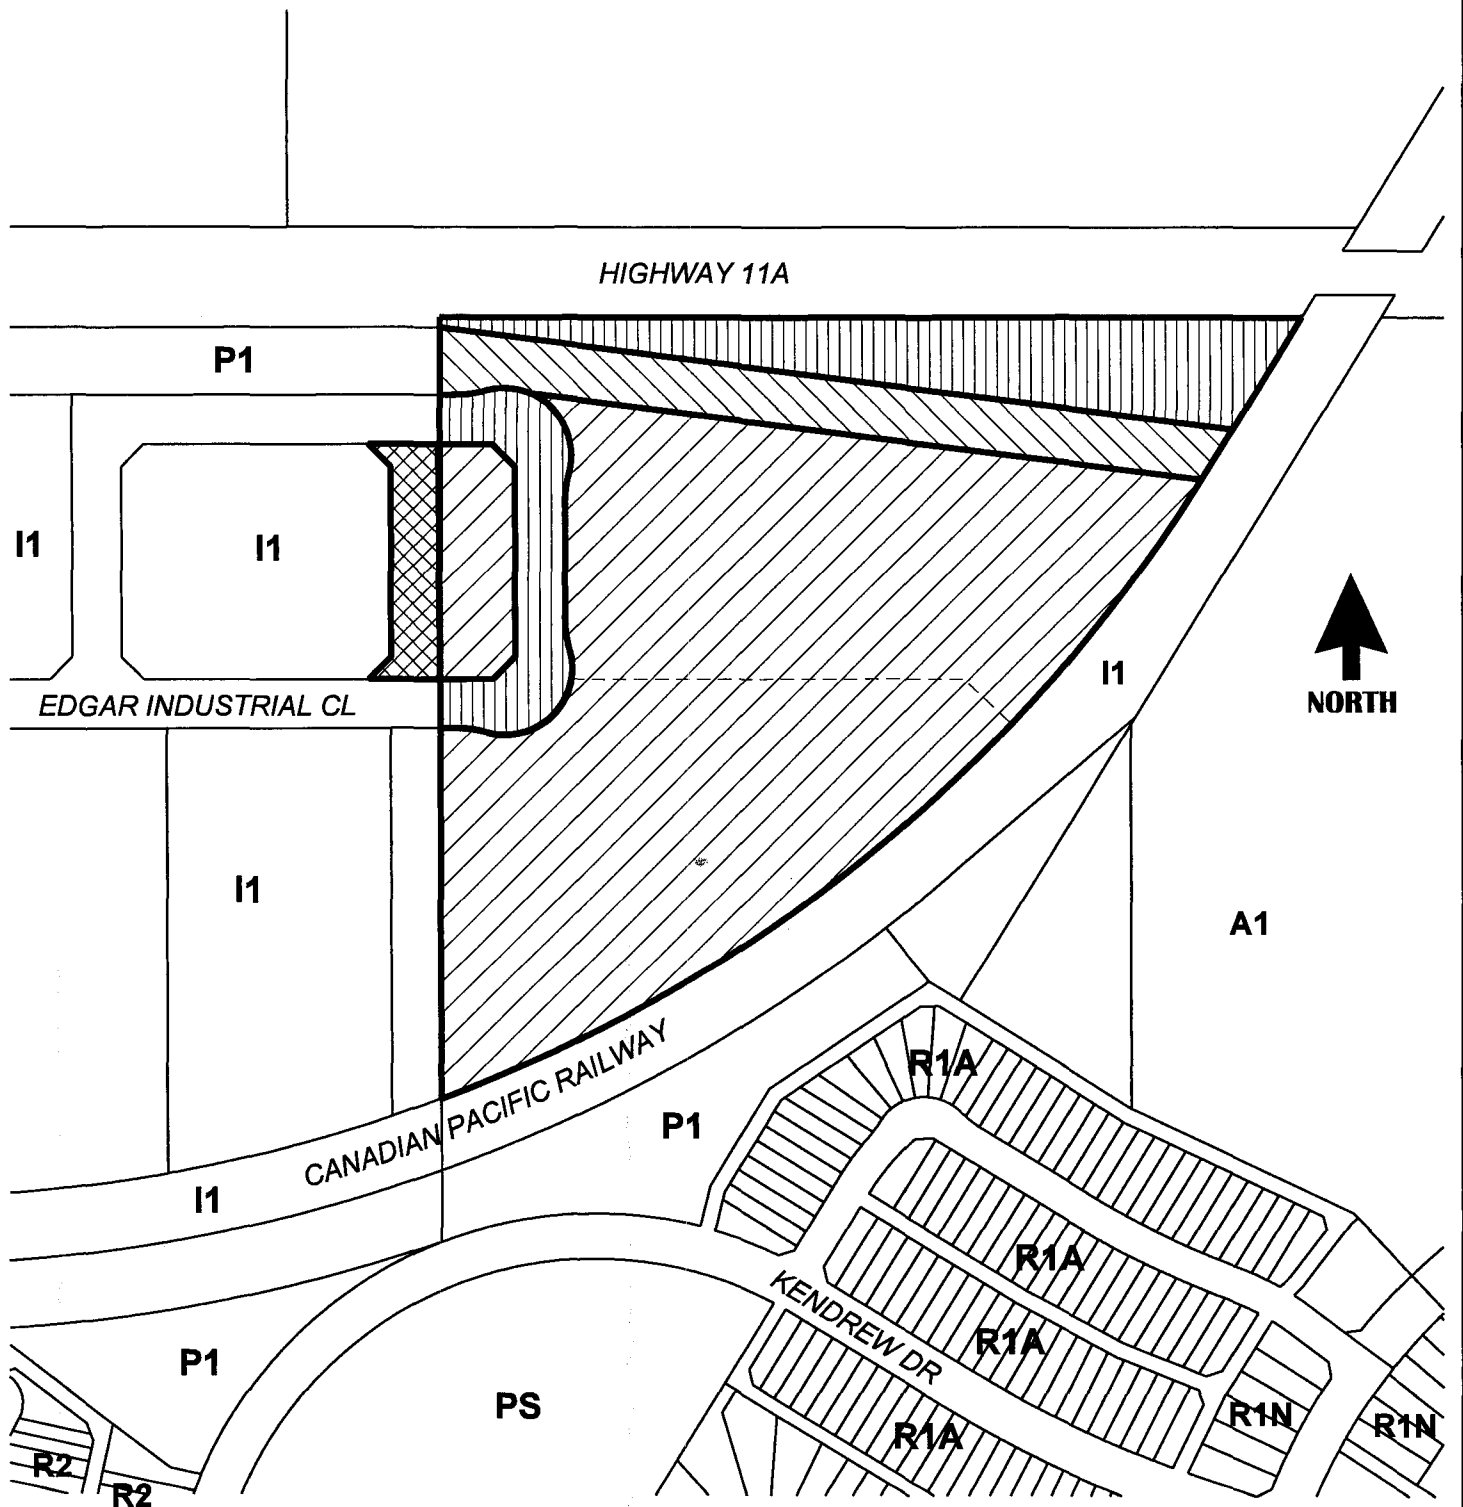 HIGHWAY 11A
P1
I1
I1
I1
NORTH
EDGAR INDUSTRIAL CL
I1
A1
CANADIAN PACIFIC RAILWAY
R1A
P1
I1
R1A
KENDREW DR
R1A
P1
PS
R1N
R1N
R1A
R2
R2